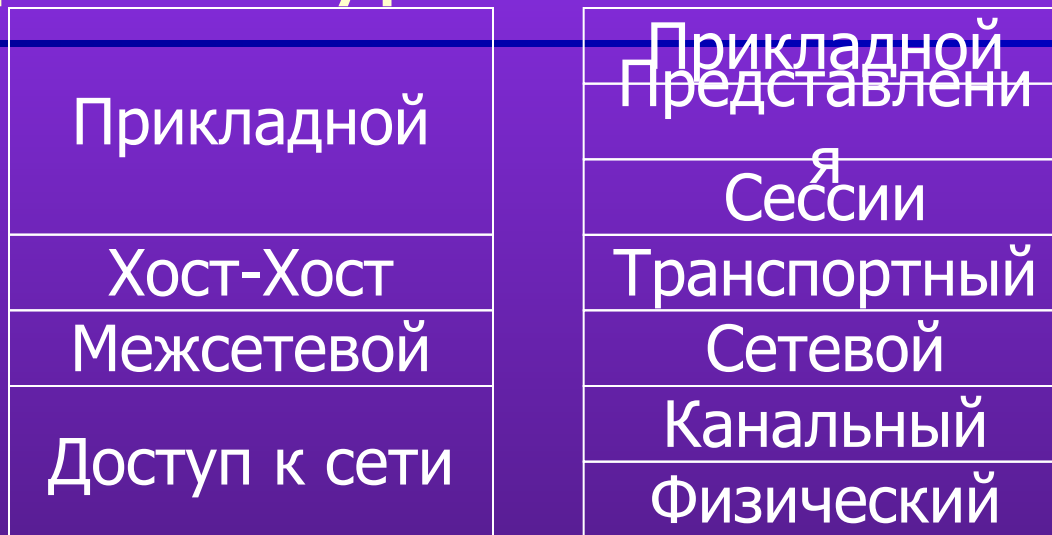 Прикладной
Хост-Хост
Межсетевой
Доступ к сети
Прикладной
Представлени
я
Сессии
Транспортный
Сетевой
Канальный
Физический